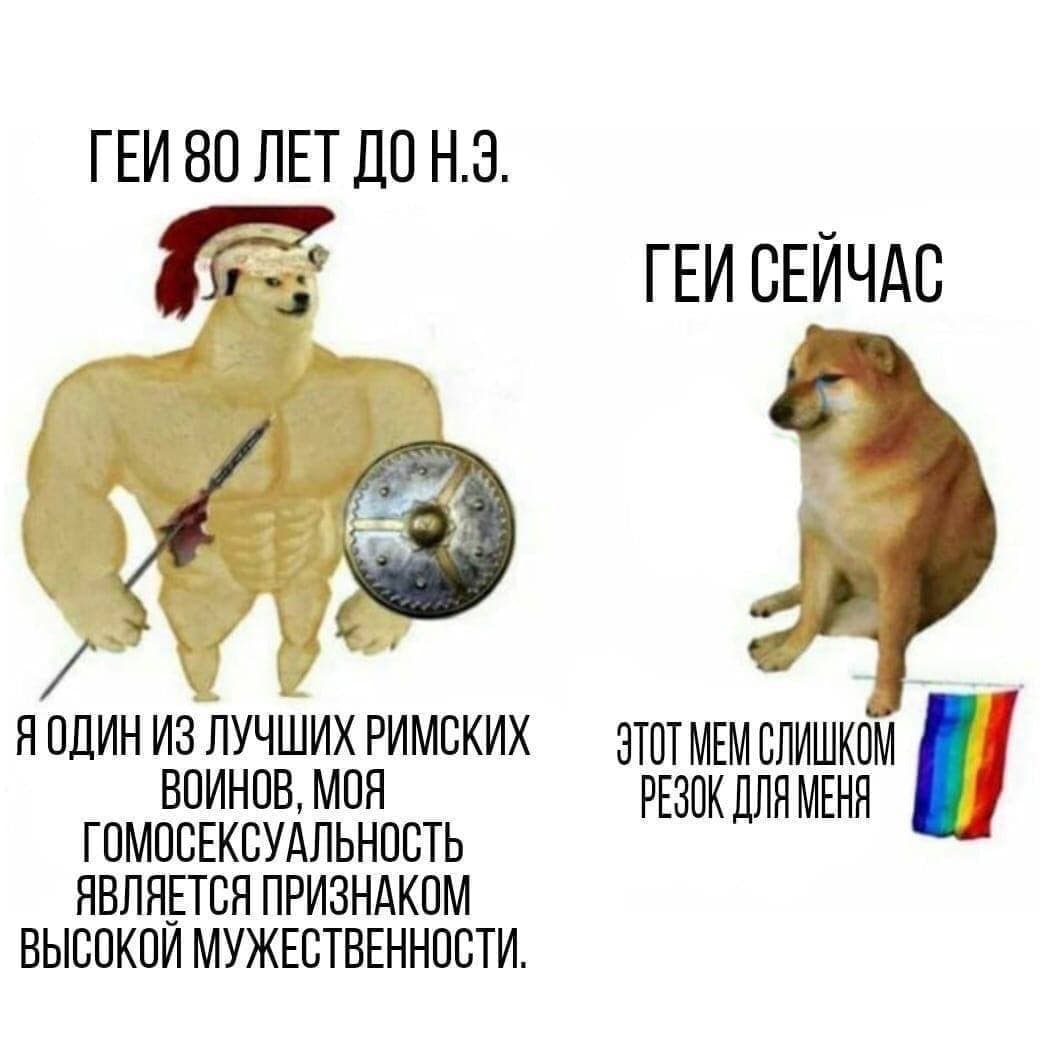 ГЕИ 80 ЛЕТ ДО Н.Э.
Я ОДИН ИЗ ЛУЧШИХ РИМСКИХ
ВОИНОВ, МОЯ
ГОМОСЕКСУАЛЬНОСТЬ
ЯВЛЯЕТСЯ ПРИЗНАКОМ
ВЫСОКОЙ МУЖЕСТВЕННОСТИ.
ГЕИ СЕЙЧАС
ЭТОТ МЕМ СЛИШКОМ
РЕЗОК ДЛЯ МЕНЯ